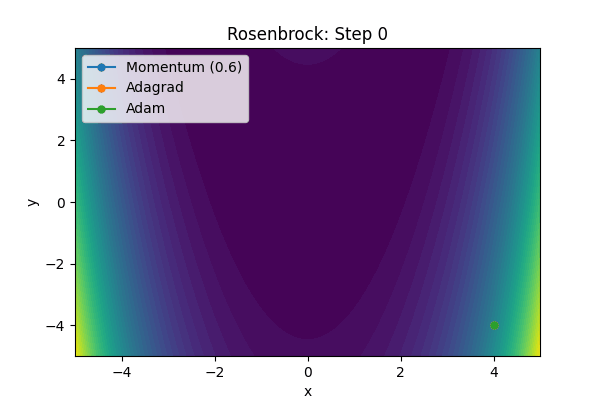 Rosenbrock: Step 0
Momentum (0.6)
Adagrad
Adam
4
2
0
−2
−4
y
−4 −2 0 2 4
x